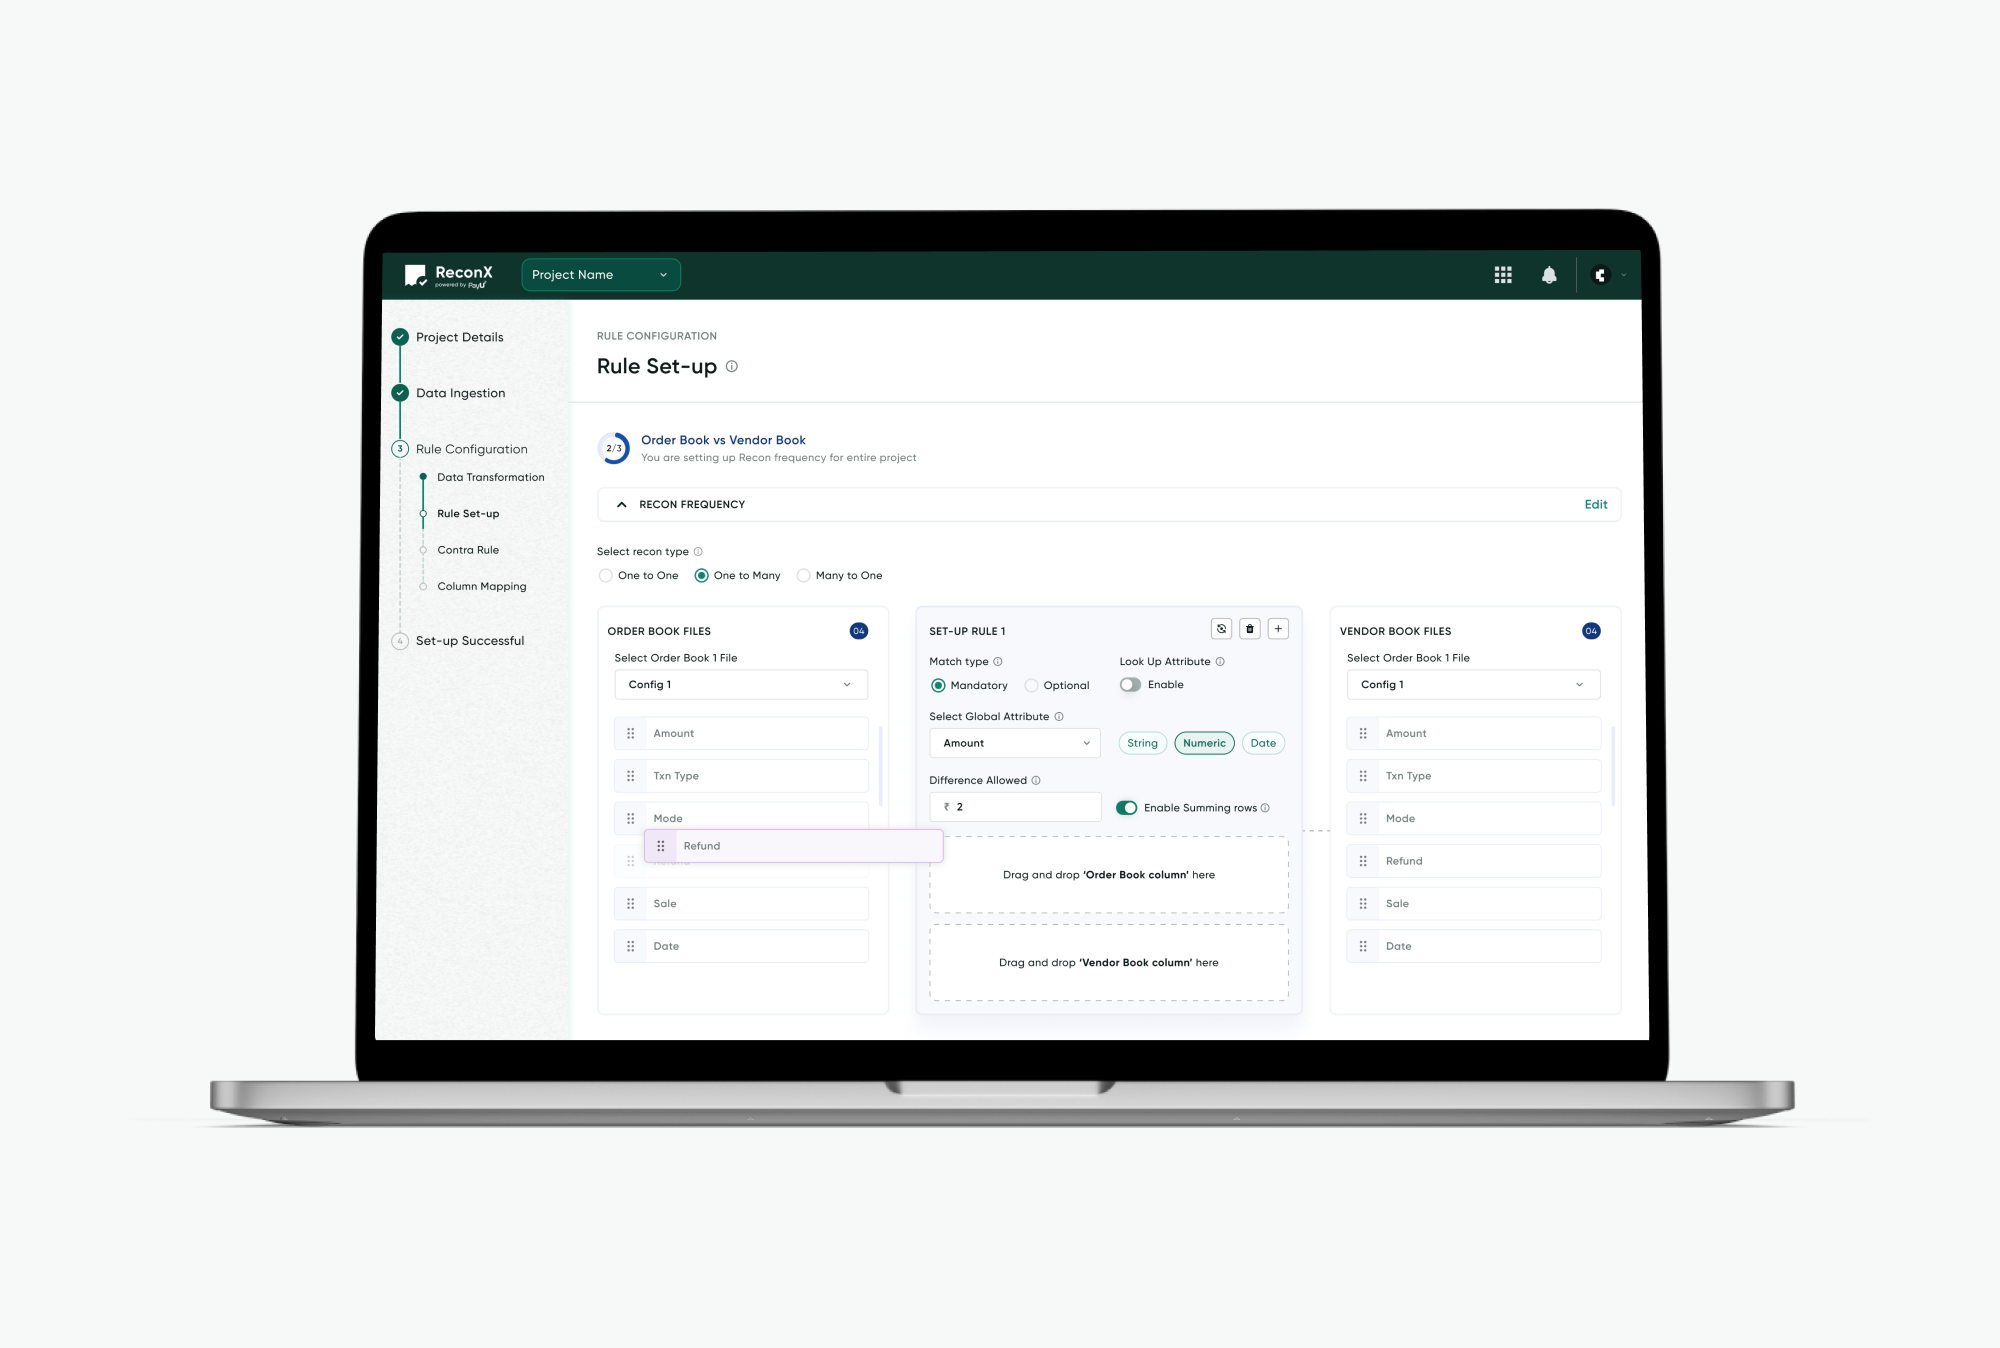 ReconX
powered by PayU
Project Name
Project Details
Data Ingestion
3 Rule Configuration
Data Transformation
Rule Set-up
Contra Rule
Column Mapping
4 Set-up Successful
RULE CONFIGURATION
Rule Set-up
2/3
Order Book vs Vendor Book
You are setting up Recon frequency for entire project
RECON FREQUENCY
Edit
Select recon type
One to One
One to Many
Many to One
ORDER BOOK FILES 04
Select Order Book 1 File
Config 1
Amount
Txn Type
Mode
Refund
Sale
Date
SET-UP RULE 1
Match type
Mandatory
Optional
Look Up Attribute
Enable
Select Global Attribute
Amount
String
Numeric
Date
Difference Allowed
₹ 2
Enable Summing rows
Drag and drop ‘Order Book column’ here
Drag and drop ‘Vendor Book column’ here
VENDOR BOOK FILES 04
Select Order Book 1 File
Config 1
Amount
Txn Type
Mode
Refund
Sale
Date